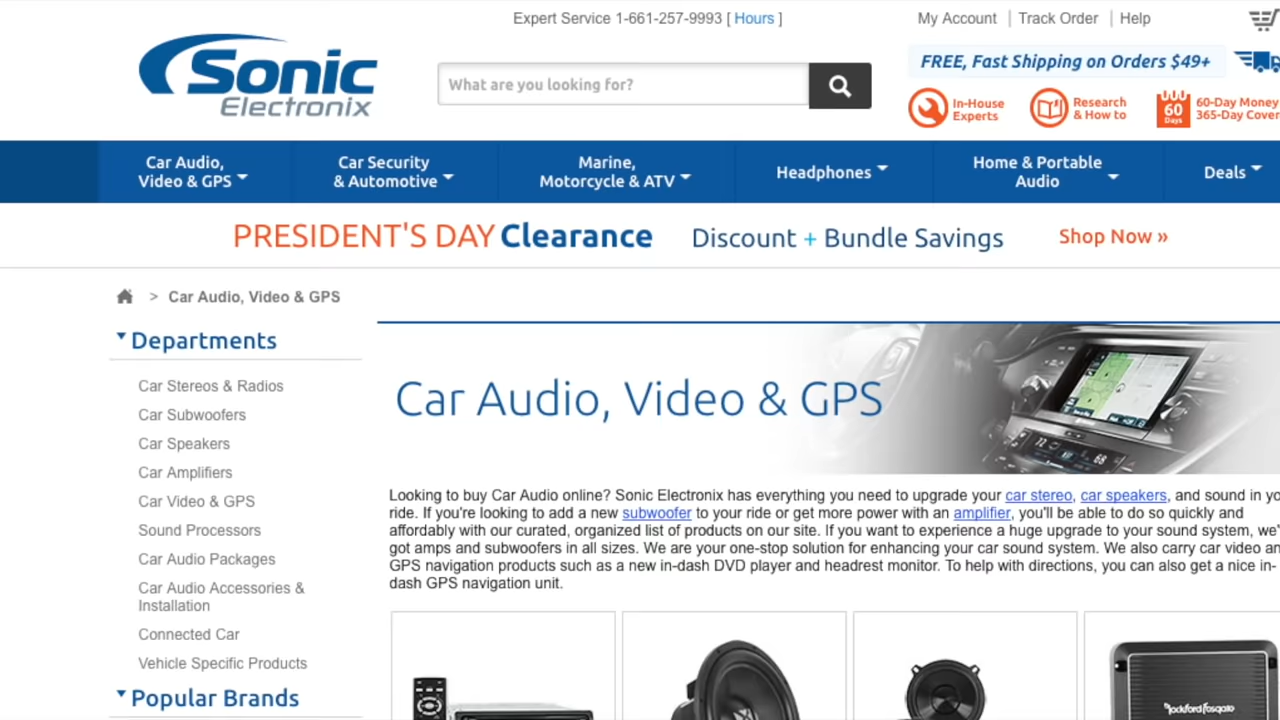 Expert Service 1-661-257-9993 [ Hours ]
My Account | Track Order | Help
Sonic
Electronix
What are you looking for?
FREE, Fast Shipping on Orders $49+
In-House
Experts
Research
& How to
60
Days
60-Day Money
365-Day Cover
Car Audio,
Video & GPS
Car Security
& Automotive
Marine,
Motorcycle & ATV
Headphones
Home & Portable
Audio
Deals
PRESIDENT'S DAY Clearance Discount + Bundle Savings Shop Now »
> Car Audio, Video & GPS
Departments
Car Stereos & Radios
Car Subwoofers
Car Speakers
Car Amplifiers
Car Video & GPS
Sound Processors
Car Audio Packages
Car Audio Accessories &
Installation
Connected Car
Vehicle Specific Products
Popular Brands
Car Audio, Video & GPS
Looking to buy Car Audio online? Sonic Electronix has everything you need to upgrade your car stereo, car speakers, and sound in yo
ride. If you're looking to add a new subwoofer to your ride or get more power with an amplifier, you'll be able to do so quickly and
affordably with our curated, organized list of products on our site. If you want to experience a huge upgrade to your sound system, we'
got amps and subwoofers in all sizes. We are your one-stop solution for enhancing your car sound system. We also carry car video an
GPS navigation products such as a new in-dash DVD player and headrest monitor. To help with directions, you can also get a nice in-
dash GPS navigation unit.
rockford fosgate